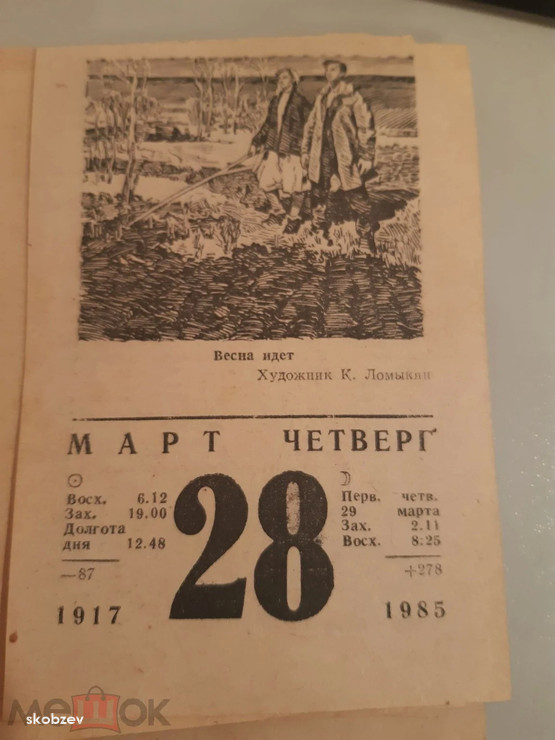 Весна идет
Художник К. Ломыкин
МАРТ ЧЕТВЕРГ
28
Восх. 6.12
Зах. 19.00
Долгота
дня 12.48
—87
1917
Перв. четв.
29 марта
Зах. 2.11
Восх. 8.25
+278
1985
мешок
skobzev